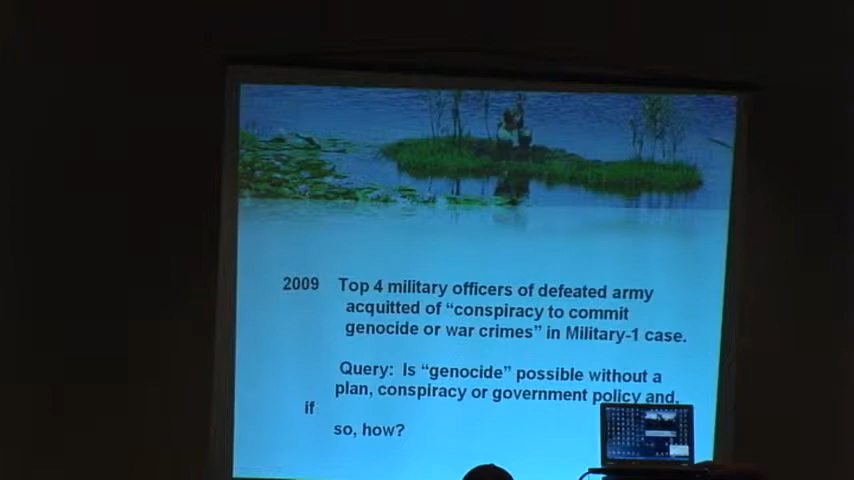 2009 Top 4 military officers of defeated army
acquitted of “conspiracy to commit
genocide or war crimes” in Military-1 case.
Query: Is “genocide” possible without a
plan, conspiracy or government policy and,
if
so, how?